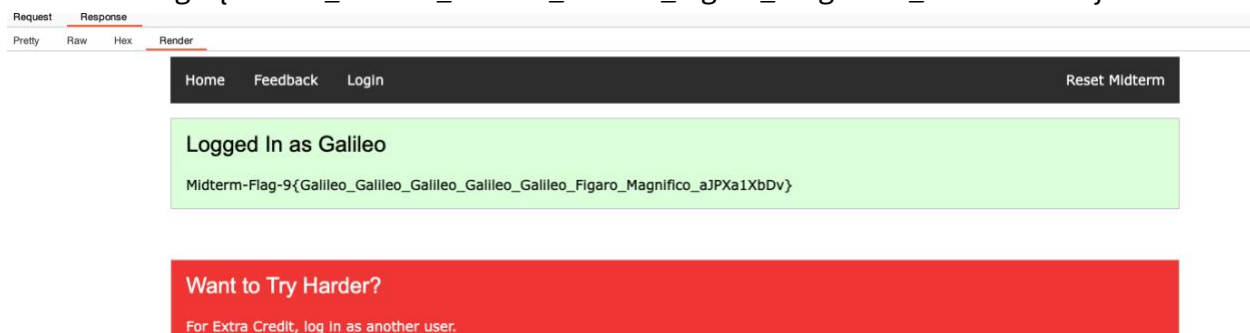 Request Response
Pretty Raw Hex Render
Home Feedback Login Reset Midterm
Logged In as Galileo
Midterm-Flag-9{Galileo_Galileo_Galileo_Galileo_Galileo_Figaro_Magnifico_aJPXa1XbDv}
Want to Try Harder?
For Extra Credit, log in as another user.